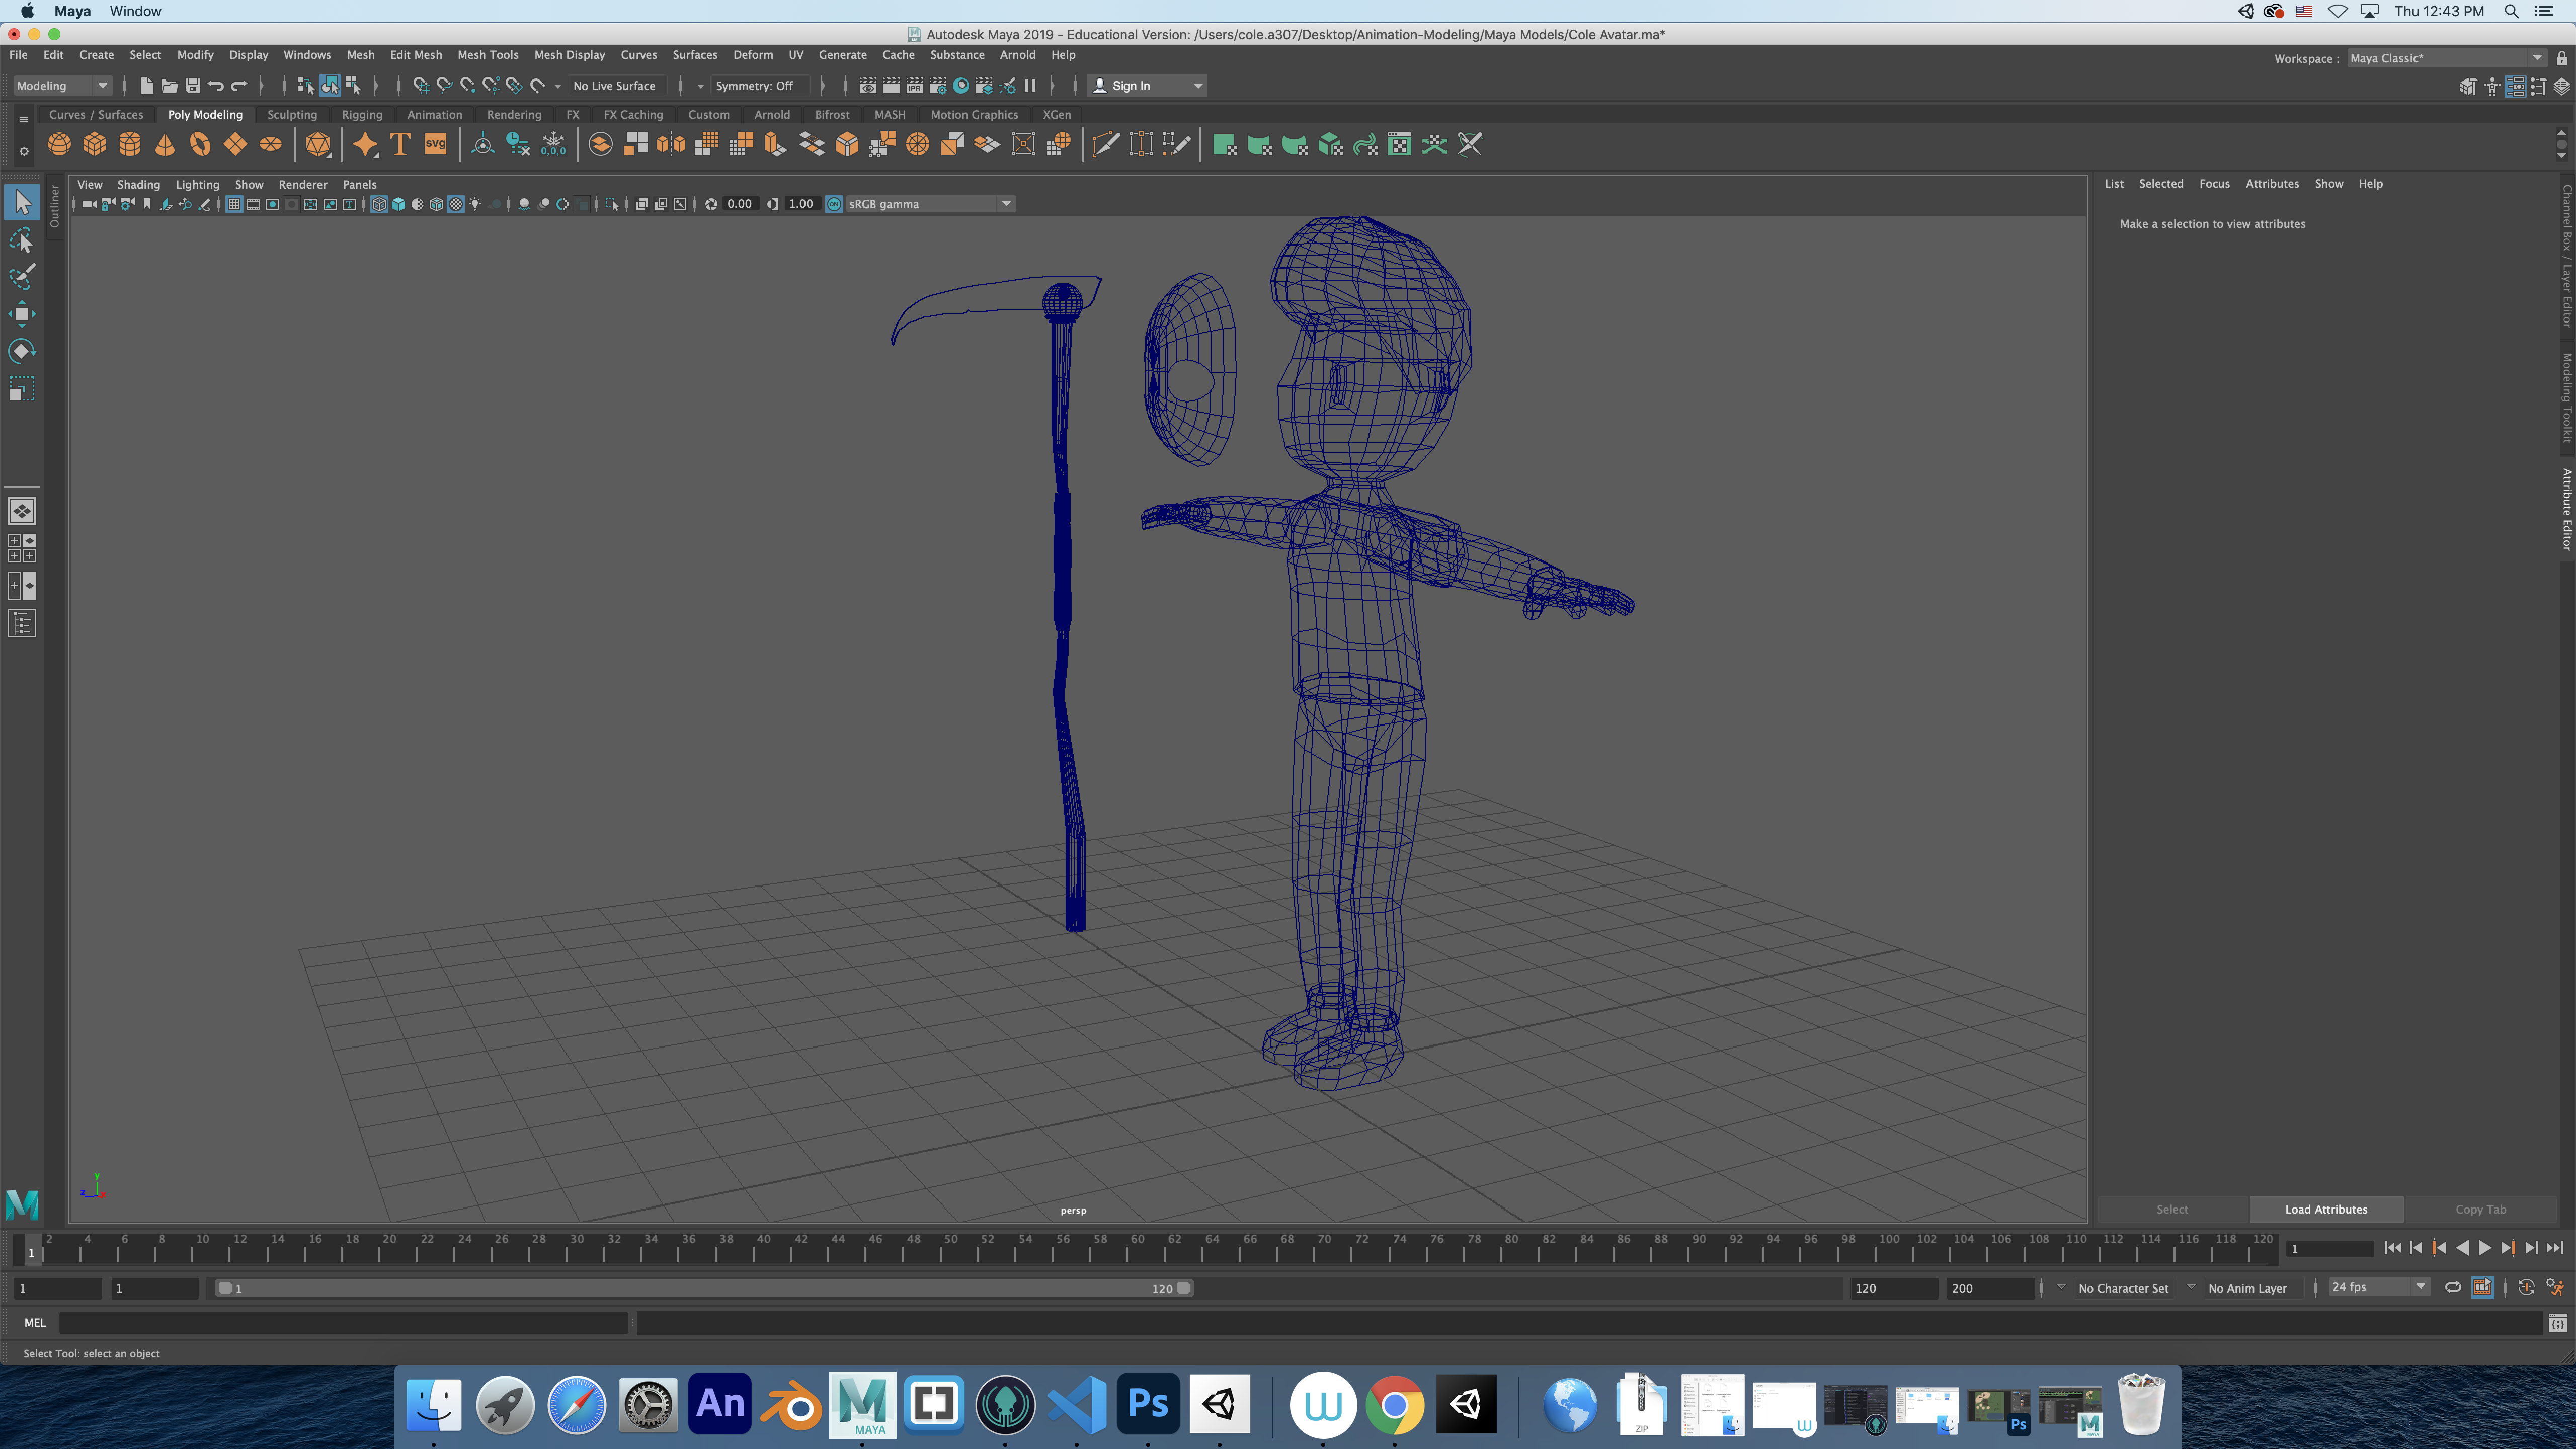 Maya Window Thu 12:43 PM
Autodesk Maya 2019 - Educational Version: /Users/cole.a307/Desktop/Animation-Modeling/Maya Models/Cole Avatar.ma*
File Edit Create Select Modify Display Windows Mesh Edit Mesh Mesh Tools Mesh Display Curves Surfaces Deform UV Generate Cache Substance Arnold Help Workspace : Maya Classic*
Modeling No Live Surface Symmetry: Off IPR Sign In
Curves / Surfaces Poly Modeling Sculpting Rigging Animation Rendering FX FX Caching Custom Arnold Bifrost MASH Motion Graphics XGen
T svg 0,0,0
View Shading Lighting Show Renderer Panels
0.00 1.00 ON sRGB gamma
List Selected Focus Attributes Show Help
Make a selection to view attributes
Outliner
Channel Box / Layer Editor
Modeling Toolkit
Attribute Editor
y
z x
persp
Select Load Attributes Copy Tab
1 2 4 6 8 10 12 14 16 18 20 22 24 26 28 30 32 34 36 38 40 42 44 46 48 50 52 54 56 58 60 62 64 66 68 70 72 74 76 78 80 82 84 86 88 90 92 94 96 98 100 102 104 106 108 110 112 114 116 118 120 1
1 1 1 120 120 200 No Character Set No Anim Layer 24 fps
MEL
Select Tool: select an object
An MAYA Ps W ZIP W Ps MAYA